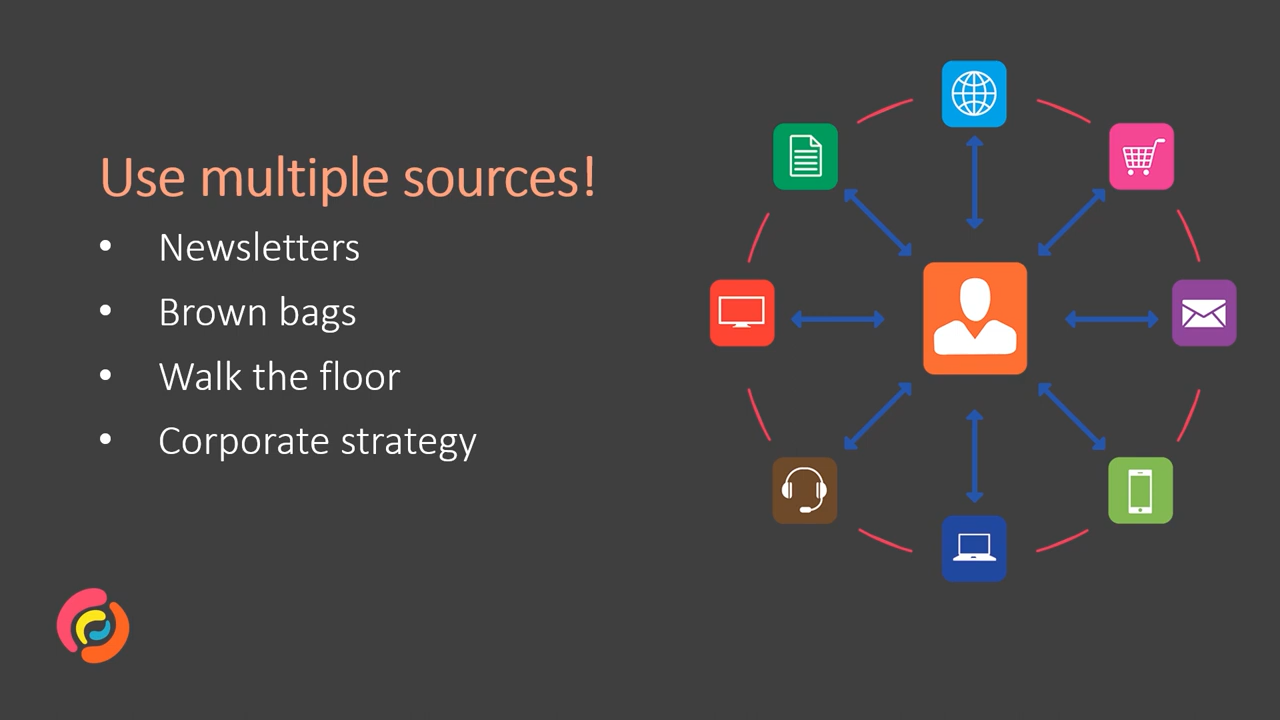 Use multiple sources!
• Newsletters
• Brown bags
• Walk the floor
• Corporate strategy